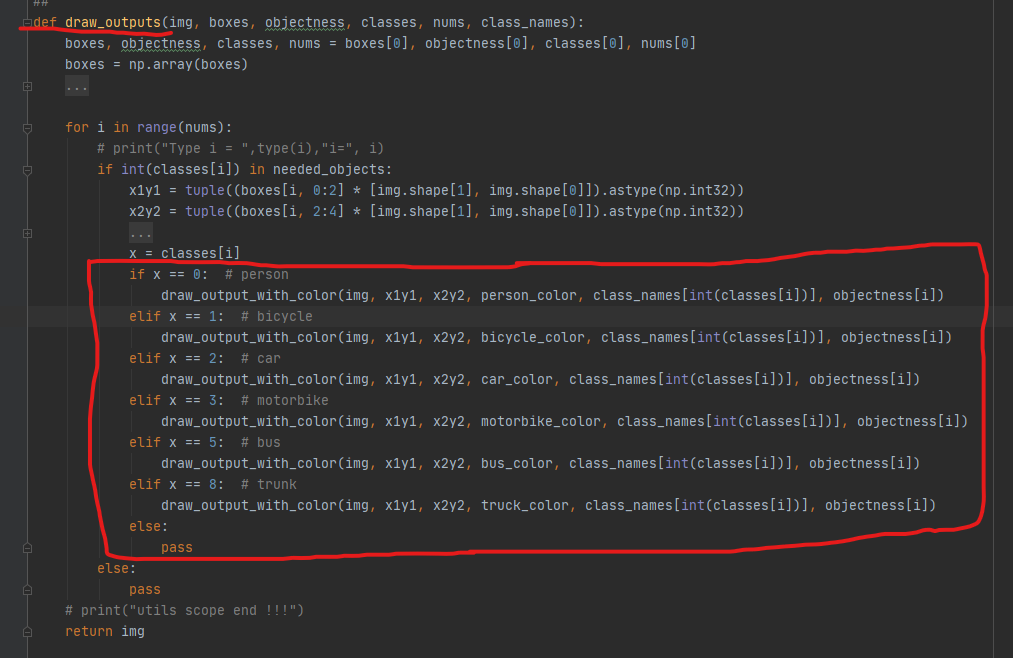 ##
def draw_outputs(img, boxes, objectness, classes, nums, class_names):
    boxes, objectness, classes, nums = boxes[0], objectness[0], classes[0], nums[0]
    boxes = np.array(boxes)
    ...
    for i in range(nums):
        # print("Type i = ",type(i),"i=", i)
        if int(classes[i]) in needed_objects:
            x1y1 = tuple((boxes[i, 0:2] * [img.shape[1], img.shape[0]]).astype(np.int32))
            x2y2 = tuple((boxes[i, 2:4] * [img.shape[1], img.shape[0]]).astype(np.int32))
            ...
            x = classes[i]
            if x == 0:  # person
                draw_output_with_color(img, x1y1, x2y2, person_color, class_names[int(classes[i])], objectness[i])
            elif x == 1:  # bicycle
                draw_output_with_color(img, x1y1, x2y2, bicycle_color, class_names[int(classes[i])], objectness[i])
            elif x == 2:  # car
                draw_output_with_color(img, x1y1, x2y2, car_color, class_names[int(classes[i])], objectness[i])
            elif x == 3:  # motorbike
                draw_output_with_color(img, x1y1, x2y2, motorbike_color, class_names[int(classes[i])], objectness[i])
            elif x == 5:  # bus
                draw_output_with_color(img, x1y1, x2y2, bus_color, class_names[int(classes[i])], objectness[i])
            elif x == 8:  # trunk
                draw_output_with_color(img, x1y1, x2y2, truck_color, class_names[int(classes[i])], objectness[i])
            else:
                pass
        else:
            pass
    # print("utils scope end !!!")
    return img